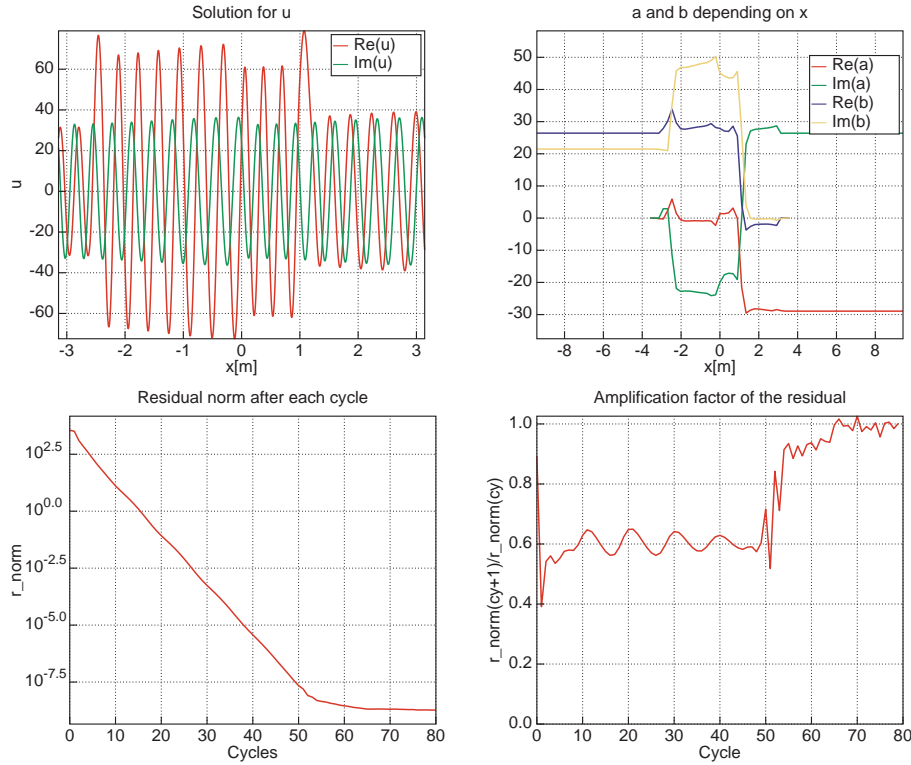 Solution for u
Re(u)
Im(u)
u
60
40
20
0
-20
-40
-60
-3 -2 -1 0 1 2 3
x[m]
a and b depending on x
Re(a)
Im(a)
Re(b)
Im(b)
50
40
30
20
10
0
-10
-20
-30
-8 -6 -4 -2 0 2 4 6 8
x[m]
Residual norm after each cycle
r_norm
10^2.5
10^0.0
10^-2.5
10^-5.0
10^-7.5
0 10 20 30 40 50 60 70 80
Cycles
Amplification factor of the residual
r_norm(cy+1)/r_norm(cy)
1.0
0.8
0.6
0.4
0.2
0.0
0 10 20 30 40 50 60 70 80
Cycle